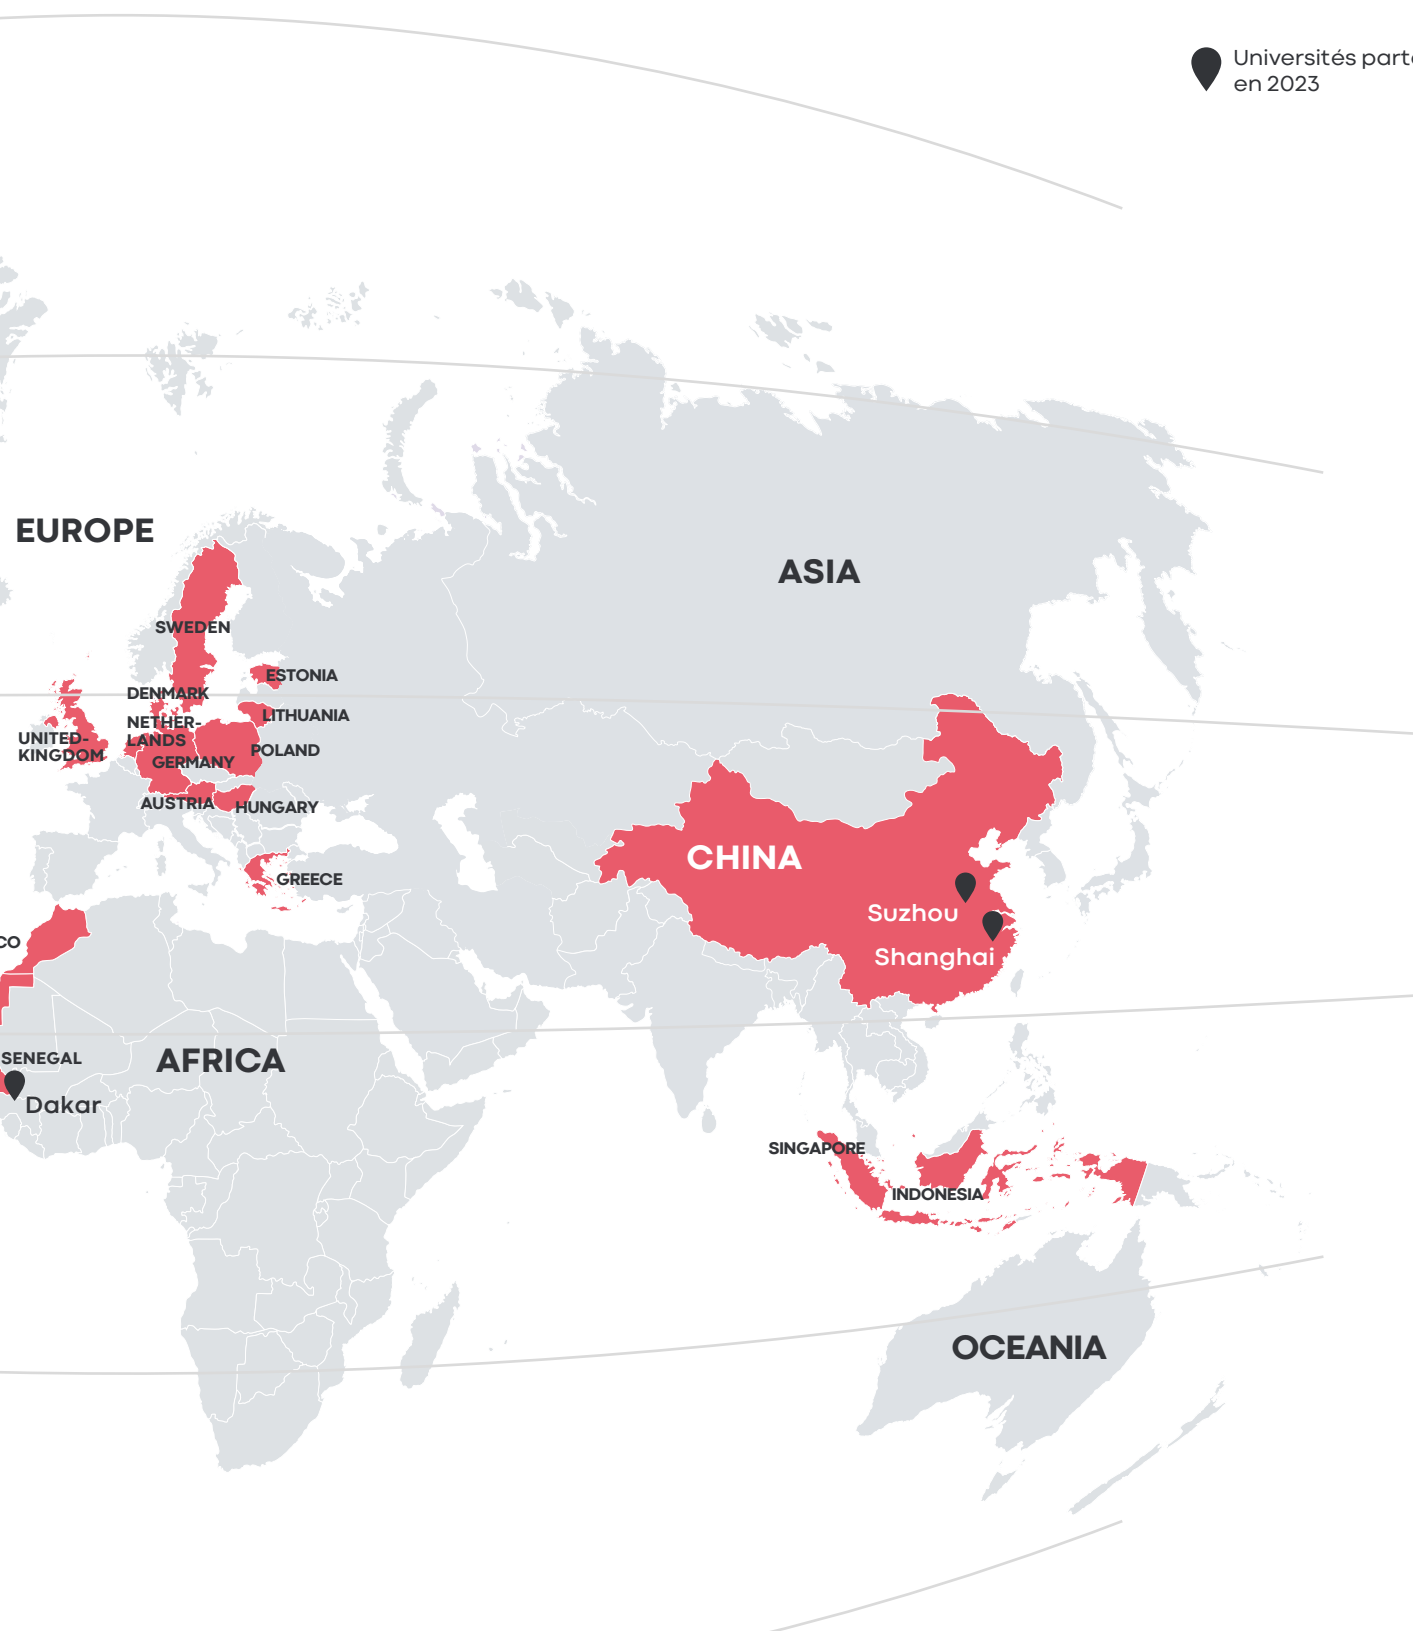 Universités part
en 2023
EUROPE
ASIA
SWEDEN
ESTONIA
DENMARK
LITHUANIA
NETHER-
LANDS
UNITED-
KINGDOM
POLAND
GERMANY
AUSTRIA
HUNGARY
GREECE
CHINA
Suzhou
Shanghai
CO
AFRICA
SENEGAL
Dakar
SINGAPORE
INDONESIA
OCEANIA